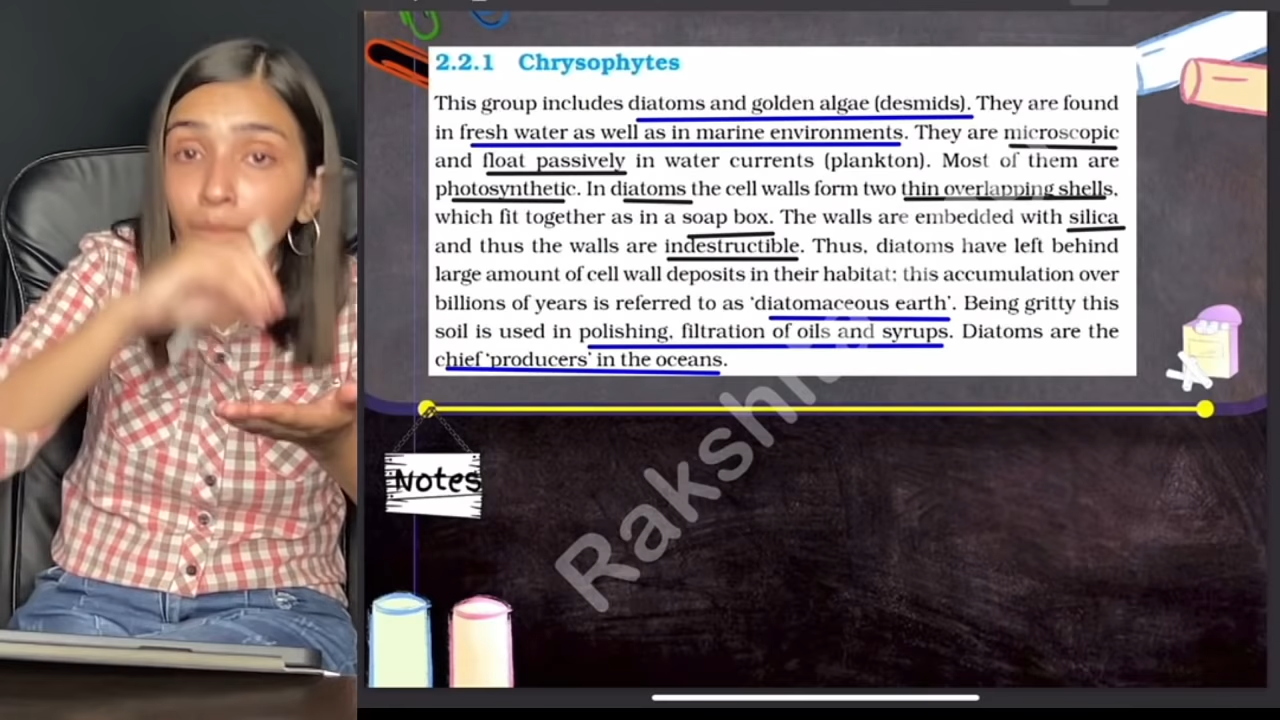 2.2.1 Chrysophytes
This group includes diatoms and golden algae (desmids). They are found
in fresh water as well as in marine environments. They are microscopic
and float passively in water currents (plankton). Most of them are
photosynthetic. In diatoms the cell walls form two thin overlapping shells,
which fit together as in a soap box. The walls are embedded with silica
and thus the walls are indestructible. Thus, diatoms have left behind
large amount of cell wall deposits in their habitat; this accumulation over
billions of years is referred to as ‘diatomaceous earth’. Being gritty this
soil is used in polishing, filtration of oils and syrups. Diatoms are the
chief ‘producers’ in the oceans.
Notes
Rakshita